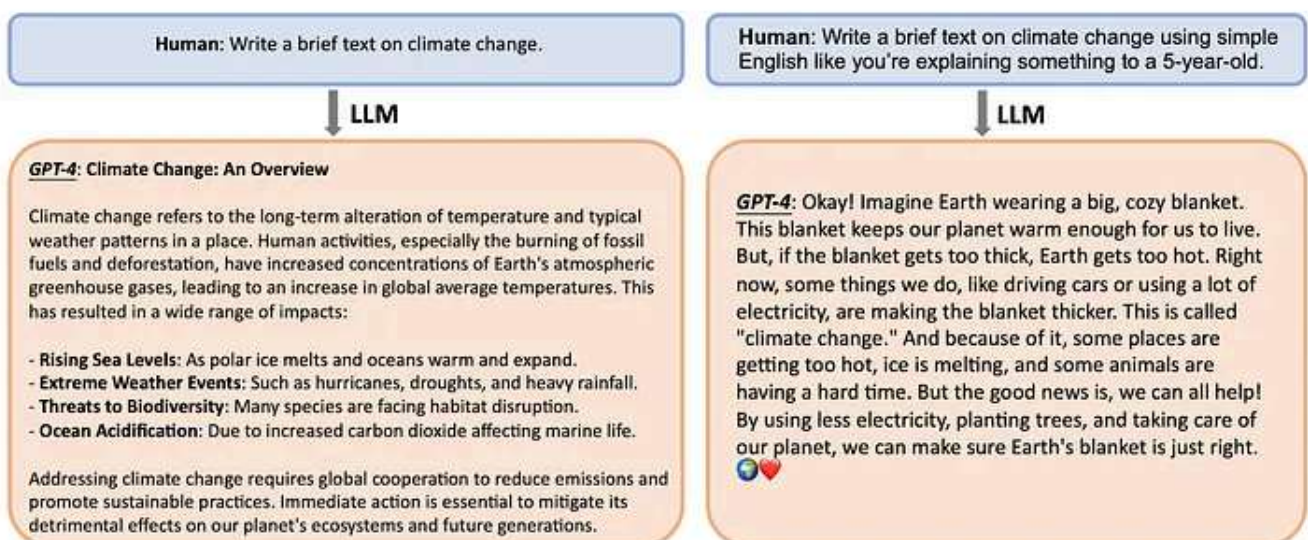 Human: Write a brief text on climate change.
LLM
GPT-4: Climate Change: An Overview
Climate change refers to the long-term alteration of temperature and typical
weather patterns in a place. Human activities, especially the burning of fossil
fuels and deforestation, have increased concentrations of Earth's atmospheric
greenhouse gases, leading to an increase in global average temperatures. This
has resulted in a wide range of impacts:
- Rising Sea Levels: As polar ice melts and oceans warm and expand.
- Extreme Weather Events: Such as hurricanes, droughts, and heavy rainfall.
- Threats to Biodiversity: Many species are facing habitat disruption.
- Ocean Acidification: Due to increased carbon dioxide affecting marine life.
Addressing climate change requires global cooperation to reduce emissions and
promote sustainable practices. Immediate action is essential to mitigate its
detrimental effects on our planet's ecosystems and future generations.
Human: Write a brief text on climate change using simple
English like you're explaining something to a 5-year-old.
LLM
GPT-4: Okay! Imagine Earth wearing a big, cozy blanket.
This blanket keeps our planet warm enough for us to live.
But, if the blanket gets too thick, Earth gets too hot. Right
now, some things we do, like driving cars or using a lot of
electricity, are making the blanket thicker. This is called
"climate change." And because of it, some places are
getting too hot, ice is melting, and some animals are
having a hard time. But the good news is, we can all help!
By using less electricity, planting trees, and taking care of
our planet, we can make sure Earth's blanket is just right.
🌍❤️